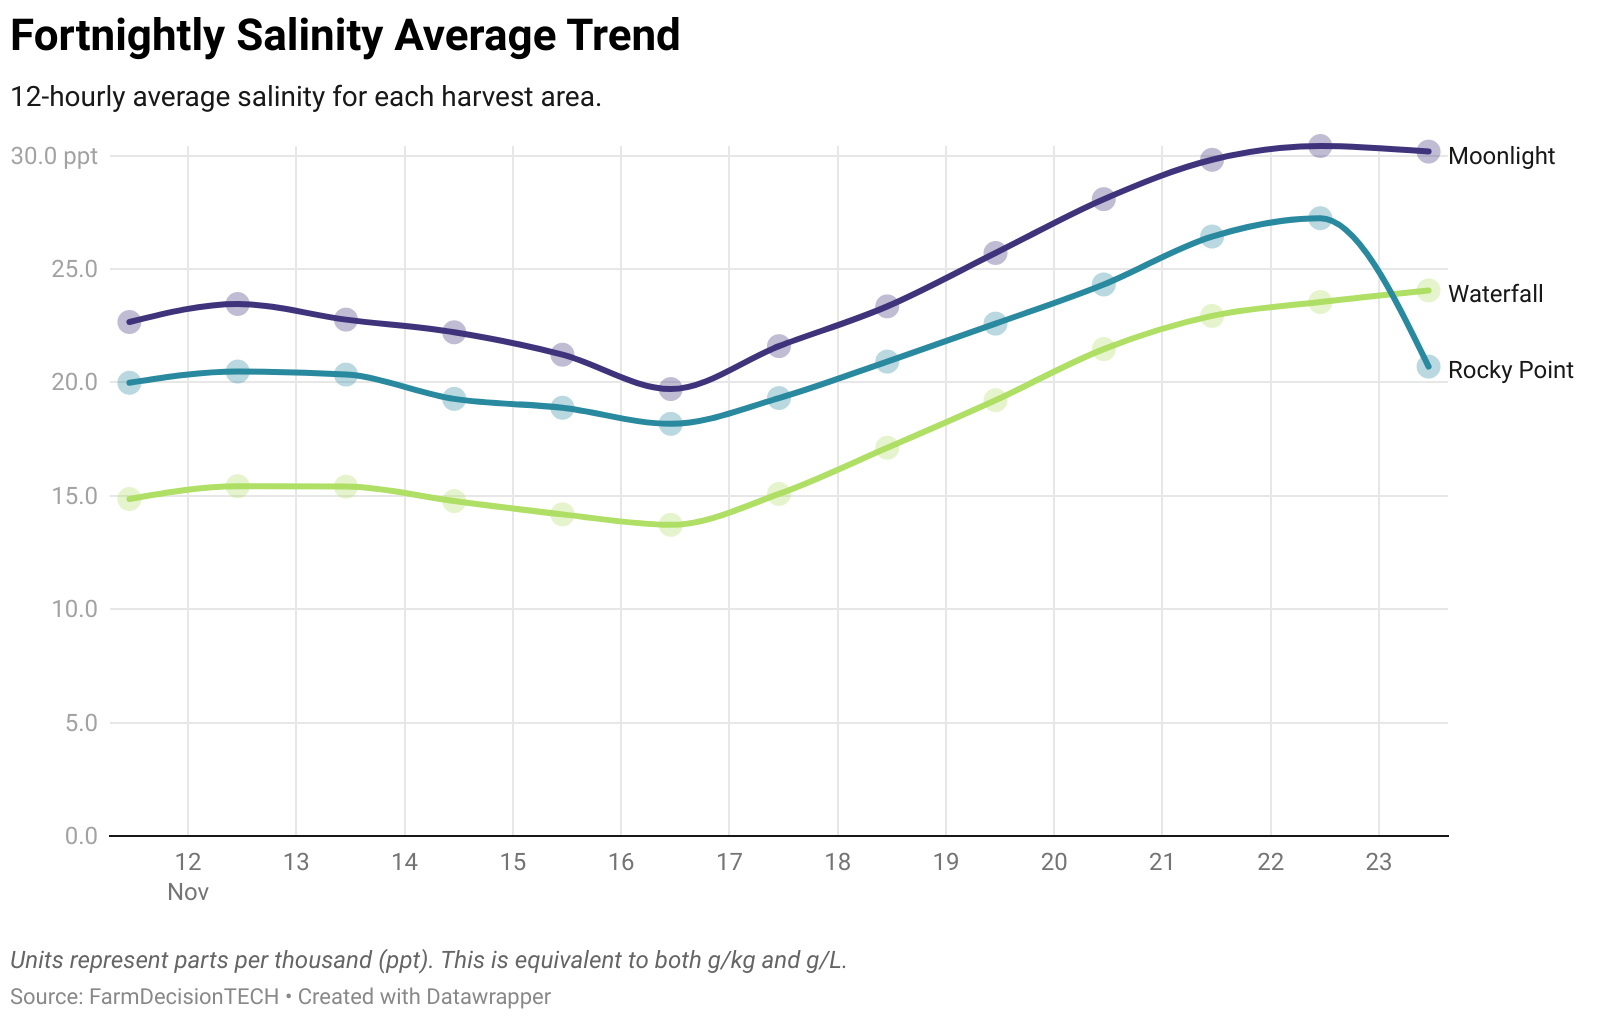 Fortnightly Salinity Average Trend
12-hourly average salinity for each harvest area.
30.0 ppt
25.0
20.0
15.0
10.0
5.0
0.0
Moonlight
Waterfall
Rocky Point
12 13 14 15 16 17 18 19 20 21 22 23
Nov
Units represent parts per thousand (ppt). This is equivalent to both g/kg and g/L.
Source: FarmDecisionTECH • Created with Datawrapper